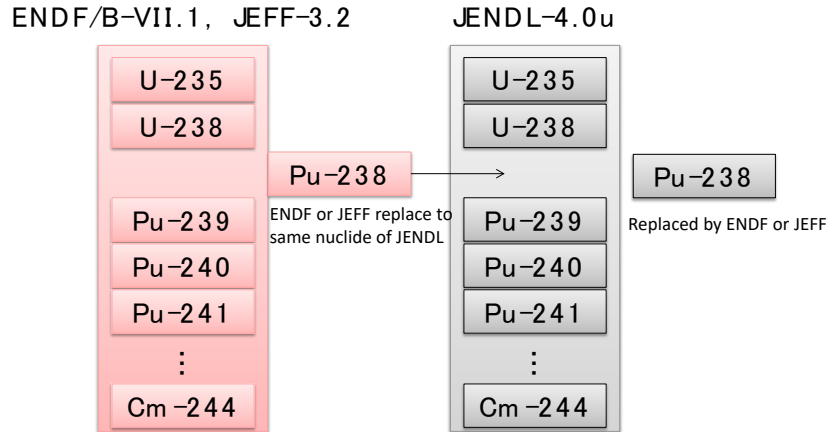 ENDF/B-VII.1, JEFF-3.2
JENDL-4.0u
U-235
U-238
Pu-238
ENDF or JEFF replace to
same nuclide of JENDL
Pu-239
Pu-240
Pu-241
⋮
Cm-244
U-235
U-238
Pu-239
Pu-240
Pu-241
⋮
Cm-244
Pu-238
Replaced by ENDF or JEFF